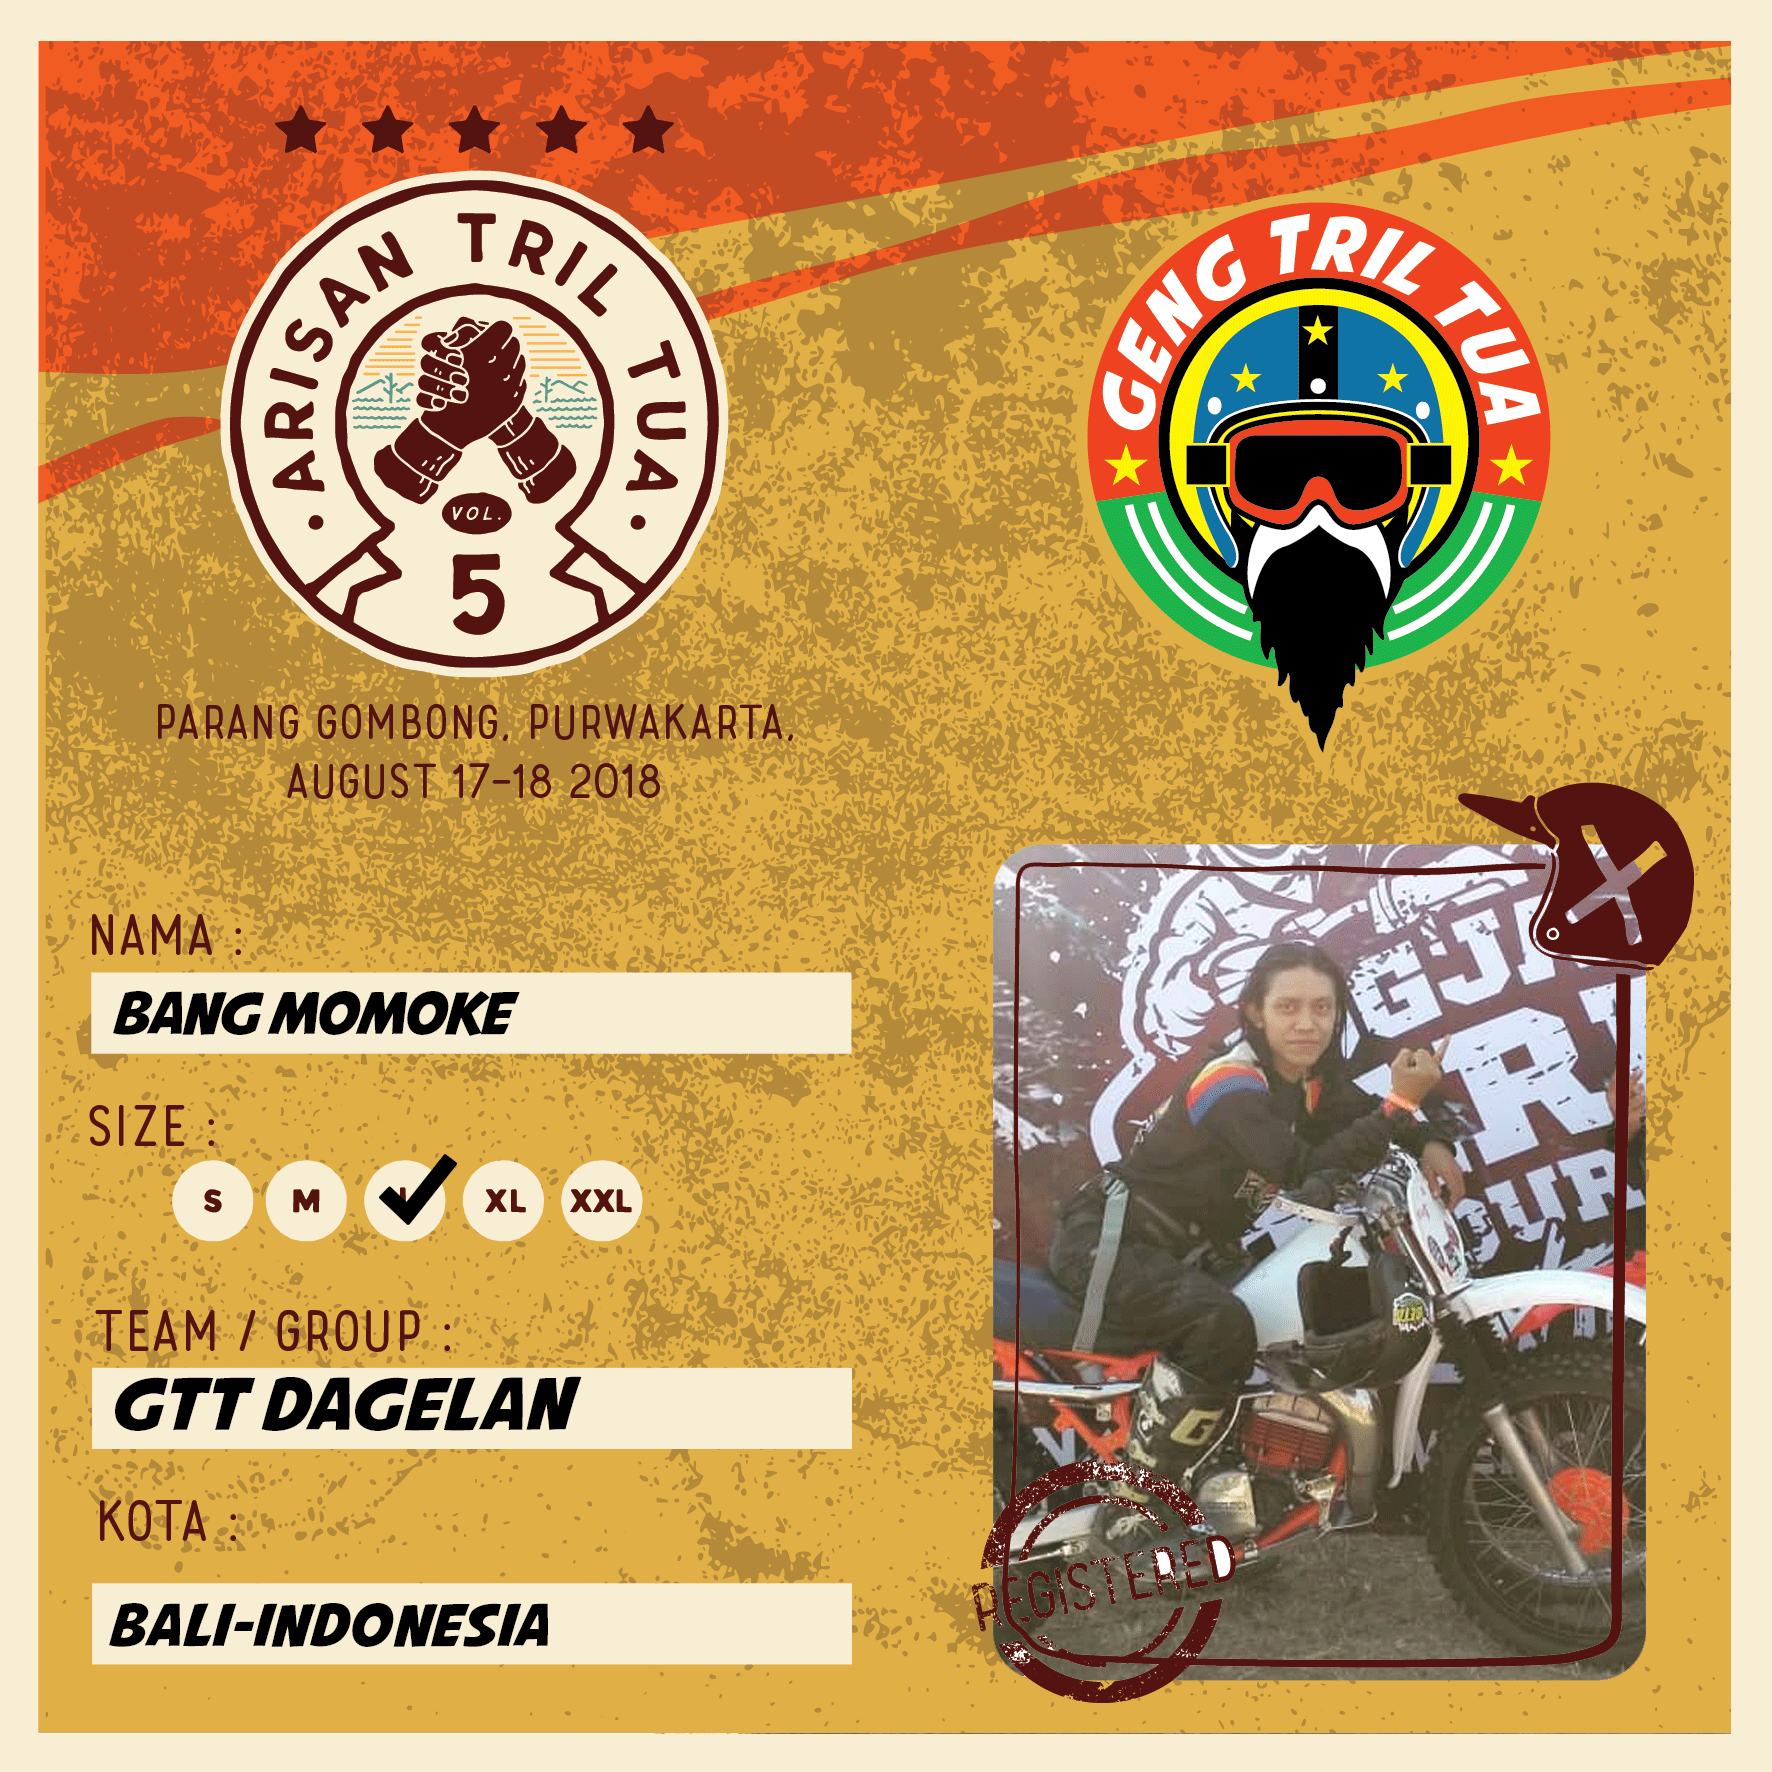 ARISAN TRIL TUA
VOL.
5
PARANG GOMBONG, PURWAKARTA,
AUGUST 17-18 2018
GENG TRIL TUA
NAMA :
BANG MOMOKE
SIZE :
S M L XL XXL
TEAM / GROUP :
GTT DAGELAN
KOTA :
BALI-INDONESIA
REGISTERED